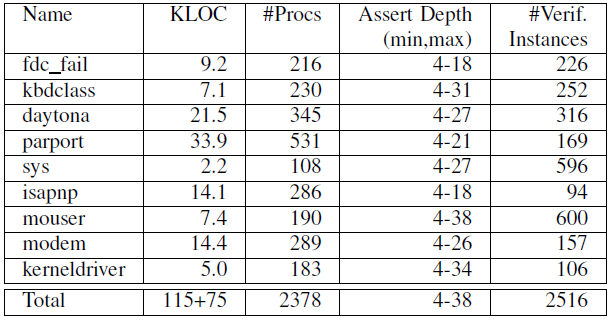 Name KLOC #Procs Assert Depth #Verif.
(min,max) Instances
fdc_fail 9.2 216 4-18 226
kbdclass 7.1 230 4-31 252
daytona 21.5 345 4-27 316
parport 33.9 531 4-21 169
sys 2.2 108 4-27 596
isapnp 14.1 286 4-18 94
mouser 7.4 190 4-38 600
modem 14.4 289 4-26 157
kerneldriver 5.0 183 4-34 106
Total 115+75 2378 4-38 2516